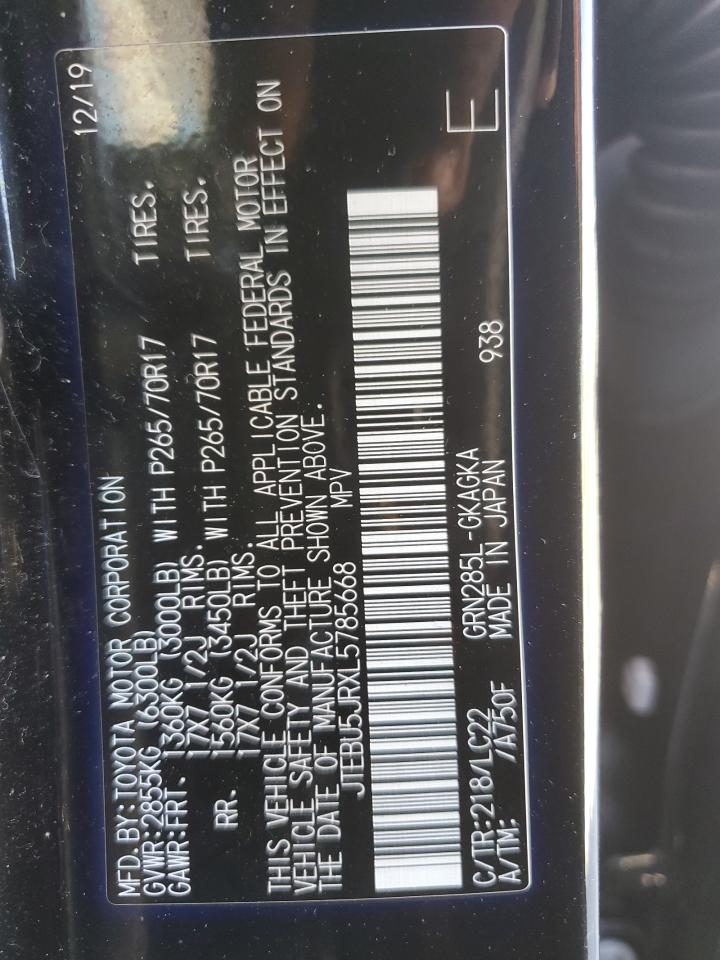 MFD.BY:TOYOTA MOTOR CORPORATION 12/19
GVWR:2855KG (6300LB)
GAWR:FRT. 1360KG (3000LB) WITH P265/70R17 TIRES.
17X7 1/2J RIMS.
RR. 1560KG (3450LB) WITH P265/70R17 TIRES.
17X7 1/2J RIMS.
THIS VEHICLE CONFORMS TO ALL APPLICABLE FEDERAL MOTOR
VEHICLE SAFETY AND THEFT PREVENTION STANDARDS IN EFFECT ON
THE DATE OF MANUFACTURE SHOWN ABOVE.
JTEBU5JRXL5785668 MPV
C/TR:218/LC22 GRN285L-GKAGKA 938 E
A/TM: /A750F MADE IN JAPAN